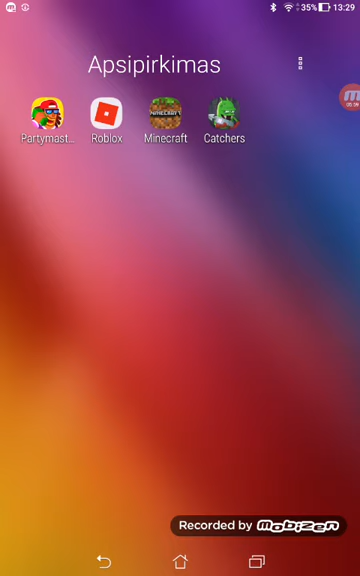 35% 13:29
Apsipirkimas
MINECRAFT
Partymast... Roblox Minecraft Catchers
Recorded by mobizen